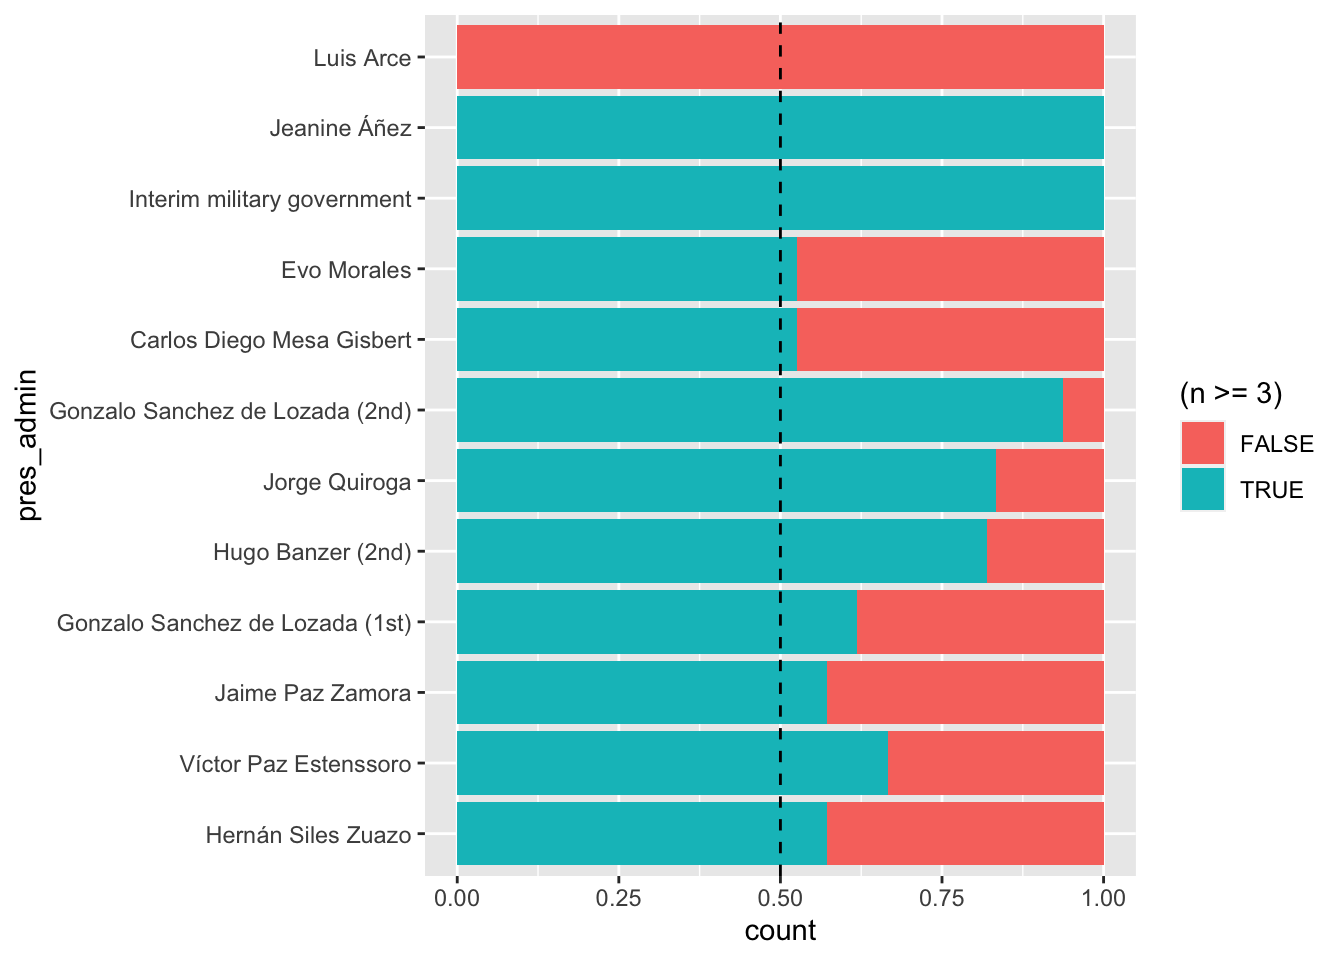 Luis Arce
Jeanine Áñez
Interim military government
Evo Morales
Carlos Diego Mesa Gisbert
Gonzalo Sanchez de Lozada (2nd)
Jorge Quiroga
Hugo Banzer (2nd)
Gonzalo Sanchez de Lozada (1st)
Jaime Paz Zamora
Víctor Paz Estenssoro
Hernán Siles Zuazo
pres_admin
0.00 0.25 0.50 0.75 1.00
count
(n >= 3)
FALSE
TRUE